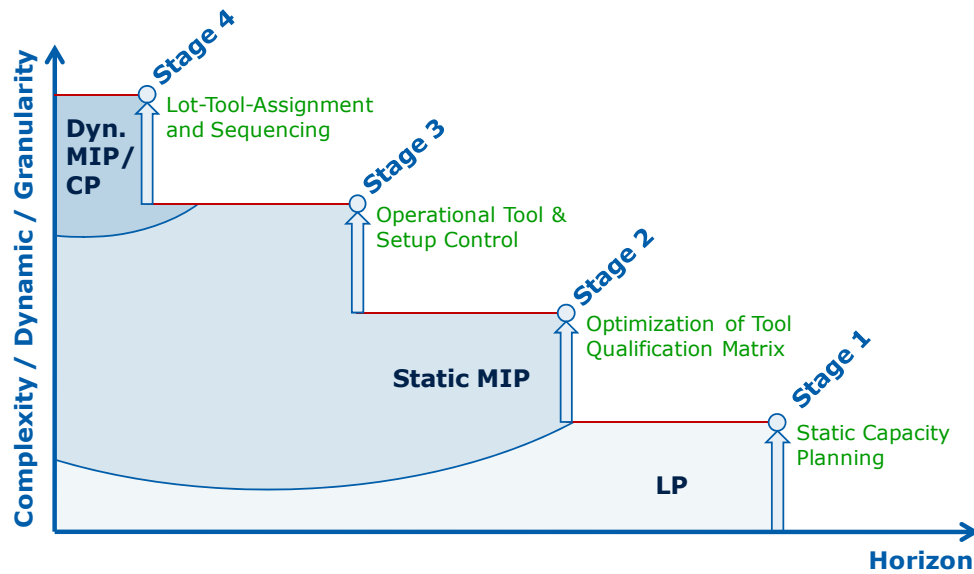 Complexity / Dynamic / Granularity
Stage 4
Lot-Tool-Assignment
and Sequencing
Dyn.
MIP/
CP
Stage 3
Operational Tool &
Setup Control
Stage 2
Optimization of Tool
Qualification Matrix
Static MIP
Stage 1
Static Capacity
Planning
LP
Horizon